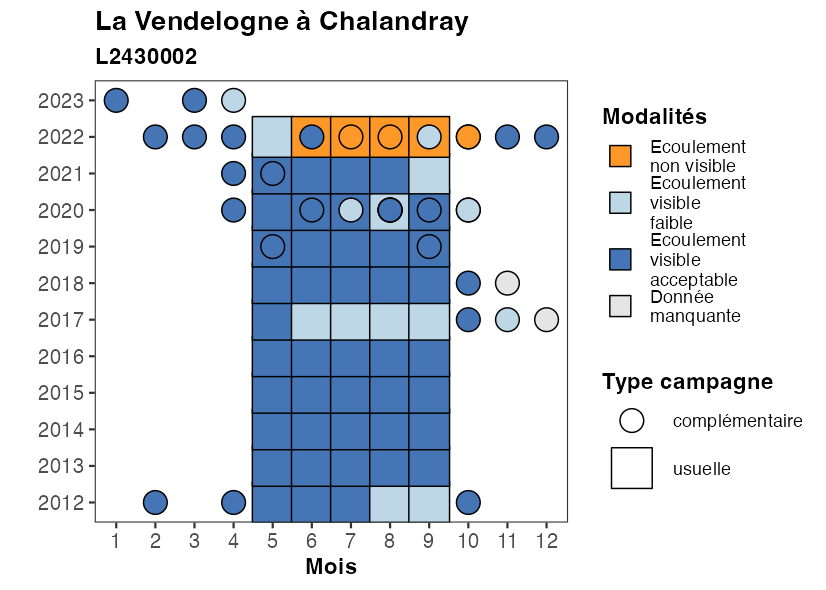 La Vendelogne à Chalandray
L2430002
2023
2022
2021
2020
2019
2018
2017
2016
2015
2014
2013
2012
1 2 3 4 5 6 7 8 9 10 11 12
Mois
Modalités
Ecoulement
non visible
Ecoulement
visible
faible
Ecoulement
visible
acceptable
Donnée
manquante
Type campagne
complémentaire
usuelle